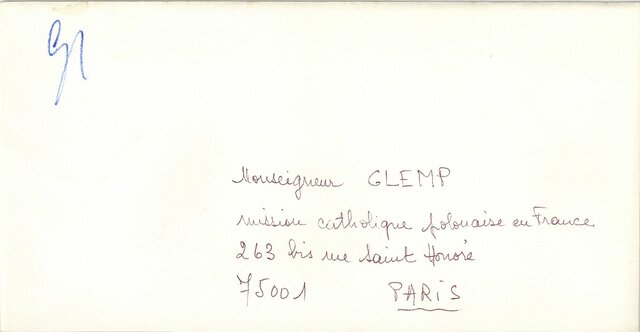 Monseigneur GLEMP
mission catholique polonaise en France
263 bis rue Saint Honoré
75001 PARIS